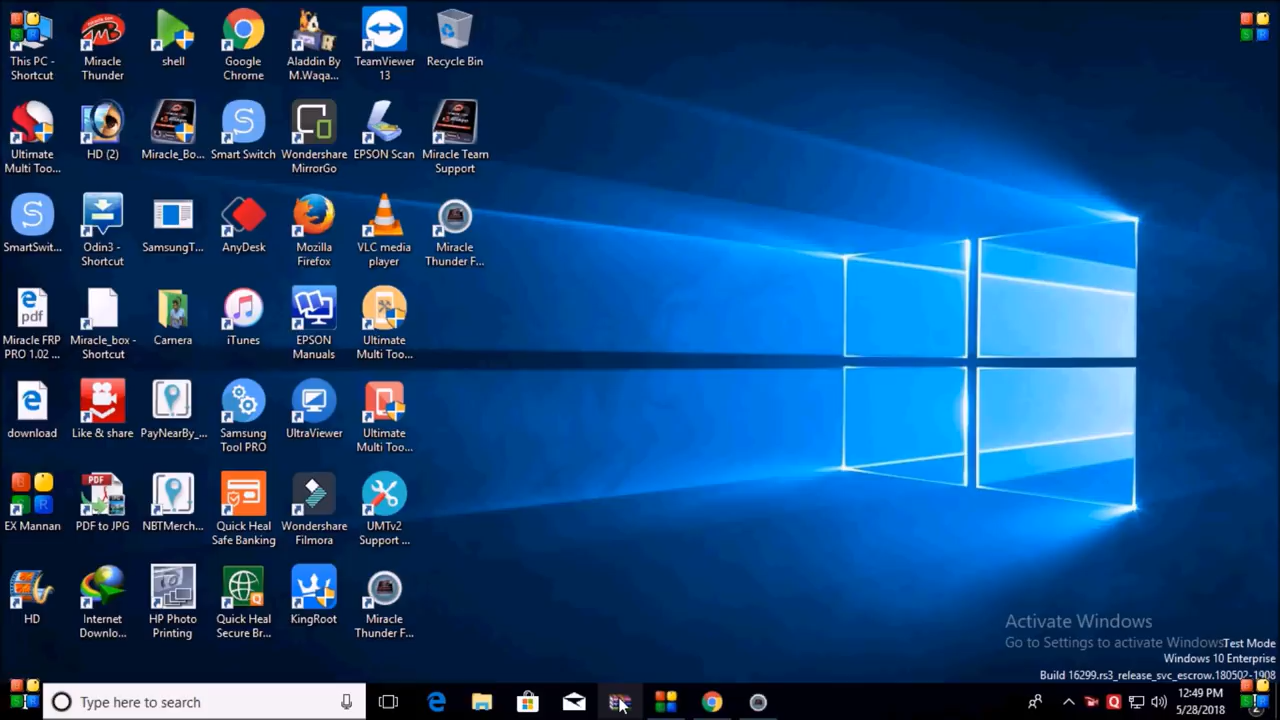 This PC -
Shortcut
Miracle
Thunder
shell
Google
Chrome
Aladdin By
M.Waqa...
TeamViewer
13
Recycle Bin
Ultimate
Multi Too...
HD (2)
Miracle_Bo...
Smart Switch
Wondershare
MirrorGo
EPSON Scan
Miracle Team
Support
SmartSwit...
Odin3 -
Shortcut
SamsungT...
AnyDesk
Mozilla
Firefox
VLC media
player
Miracle
Thunder F...
pdf
Miracle FRP
PRO 1.02 ...
Miracle_box -
Shortcut
Camera
iTunes
EPSON
Manuals
Ultimate
Multi Too...
download
Like & share
PayNearBy_...
Samsung
Tool PRO
UltraViewer
Ultimate
Multi Too...
EX Mannan
PDF
PDF to JPG
NBTMerch...
Quick Heal
Safe Banking
Wondershare
Filmora
UMTv2
Support ...
HD
Internet
Downlo...
HP Photo
Printing
Quick Heal
Secure Br...
KingRoot
Miracle
Thunder F...
Activate Windows
Go to Settings to activate Windows
Test Mode
Windows 10 Enterprise
Build 16299.rs3_release_svc_escrow.180502-1908
Type here to search
12:49 PM
5/28/2018